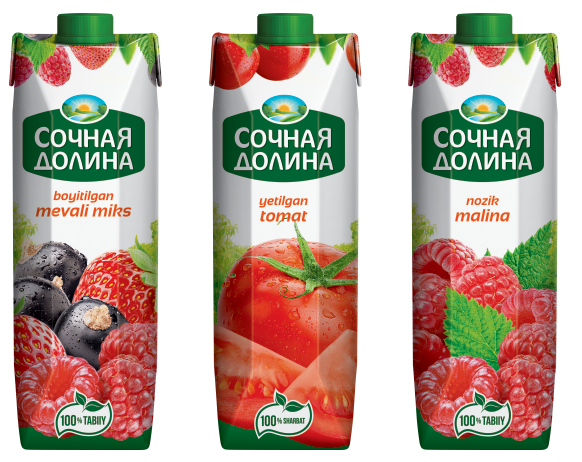 СОЧНАЯ
ДОЛИНА
boyitilgan
mevali miks
100% TABIIY
СОЧНАЯ
ДОЛИНА
yetilgan
tomat
100% SHARBAT
СОЧНАЯ
ДОЛИНА
nozik
malina
100% TABIIY